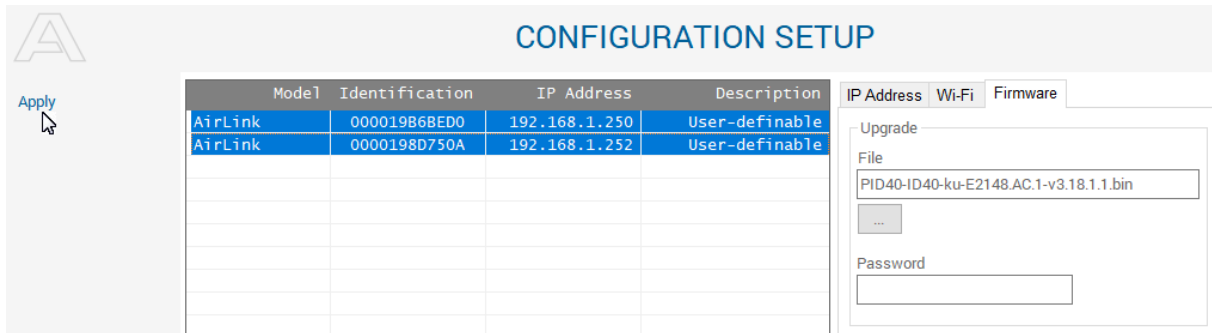 CONFIGURATION SETUP
Apply
Model Identification IP Address Description
AirLink 000019B6BED0 192.168.1.250 User-definable
AirLink 0000198D750A 192.168.1.252 User-definable
IP Address Wi-Fi Firmware
Upgrade
File
PID40-ID40-ku-E2148.AC.1-v3.18.1.1.bin
...
Password